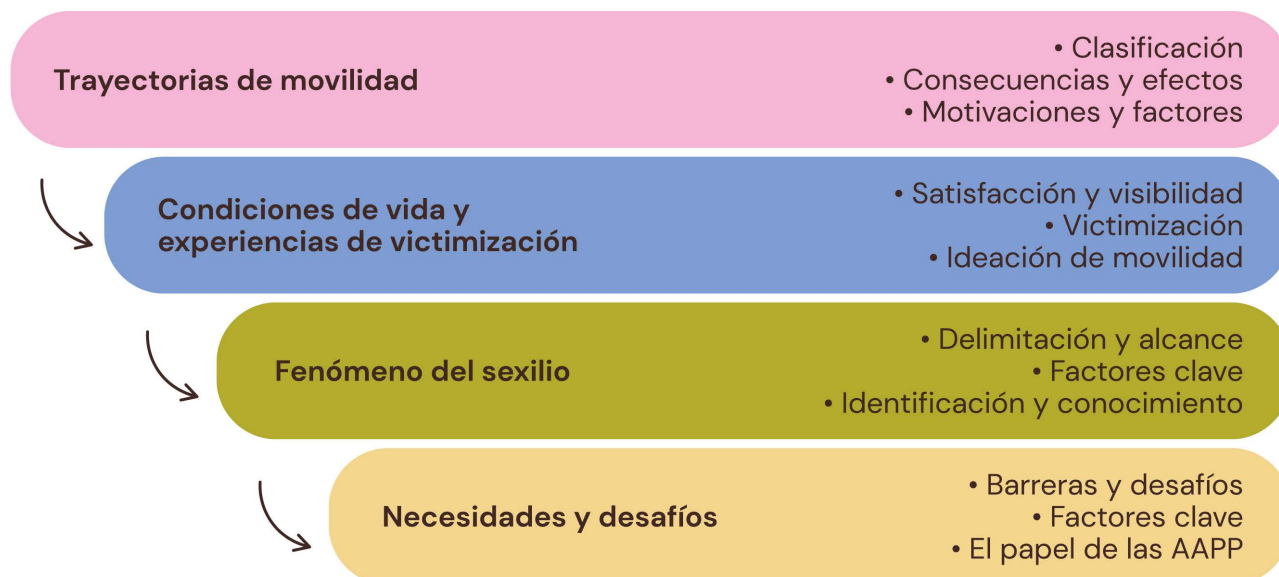 Trayectorias de movilidad
• Clasificación
• Consecuencias y efectos
• Motivaciones y factores
Condiciones de vida y
experiencias de victimización
• Satisfacción y visibilidad
• Victimización
• Ideación de movilidad
Fenómeno del sexilio
• Delimitación y alcance
• Factores clave
• Identificación y conocimiento
Necesidades y desafíos
• Barreras y desafíos
• Factores clave
• El papel de las AAPP